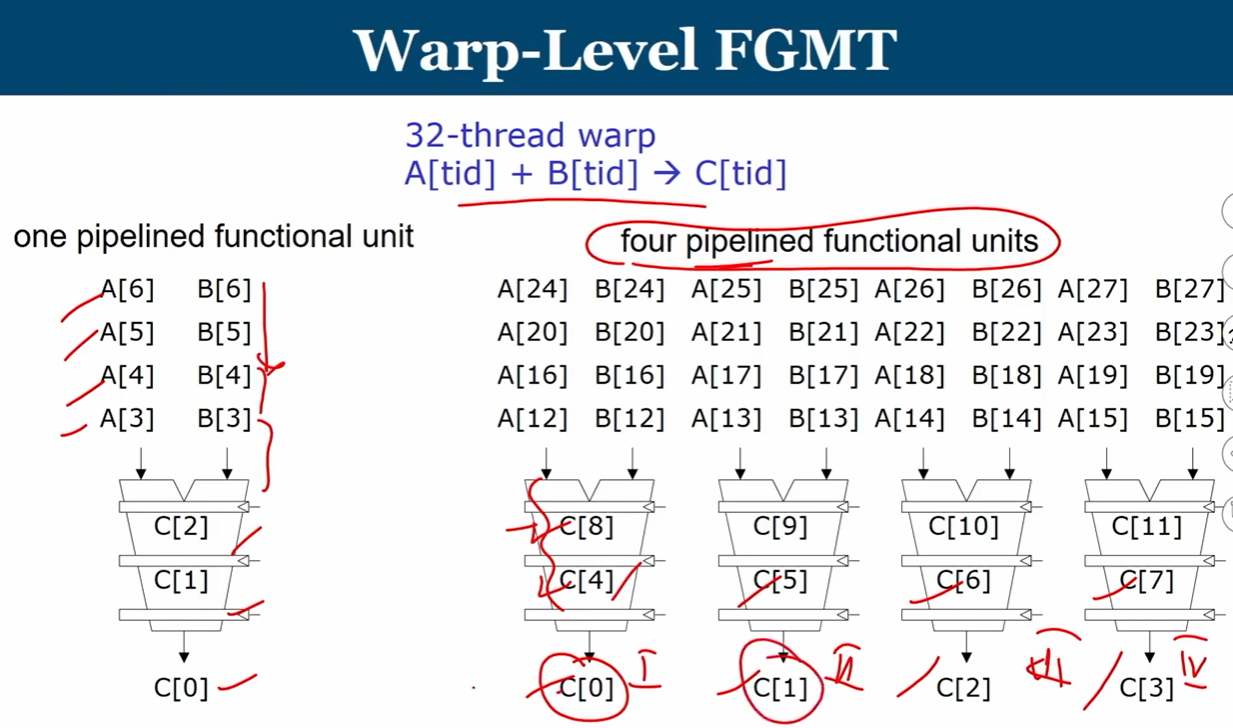 Warp-Level FGMT
32-thread warp
A[tid] + B[tid] → C[tid]
one pipelined functional unit
four pipelined functional units
A[6] B[6]
A[5] B[5]
A[4] B[4]
A[3] B[3]
C[2]
C[1]
C[0]
A[24] B[24] A[25] B[25] A[26] B[26] A[27] B[27]
A[20] B[20] A[21] B[21] A[22] B[22] A[23] B[23]
A[16] B[16] A[17] B[17] A[18] B[18] A[19] B[19]
A[12] B[12] A[13] B[13] A[14] B[14] A[15] B[15]
C[8] C[9] C[10] C[11]
C[4] C[5] C[6] C[7]
C[0] I C[1] II C[2] C[3] IV